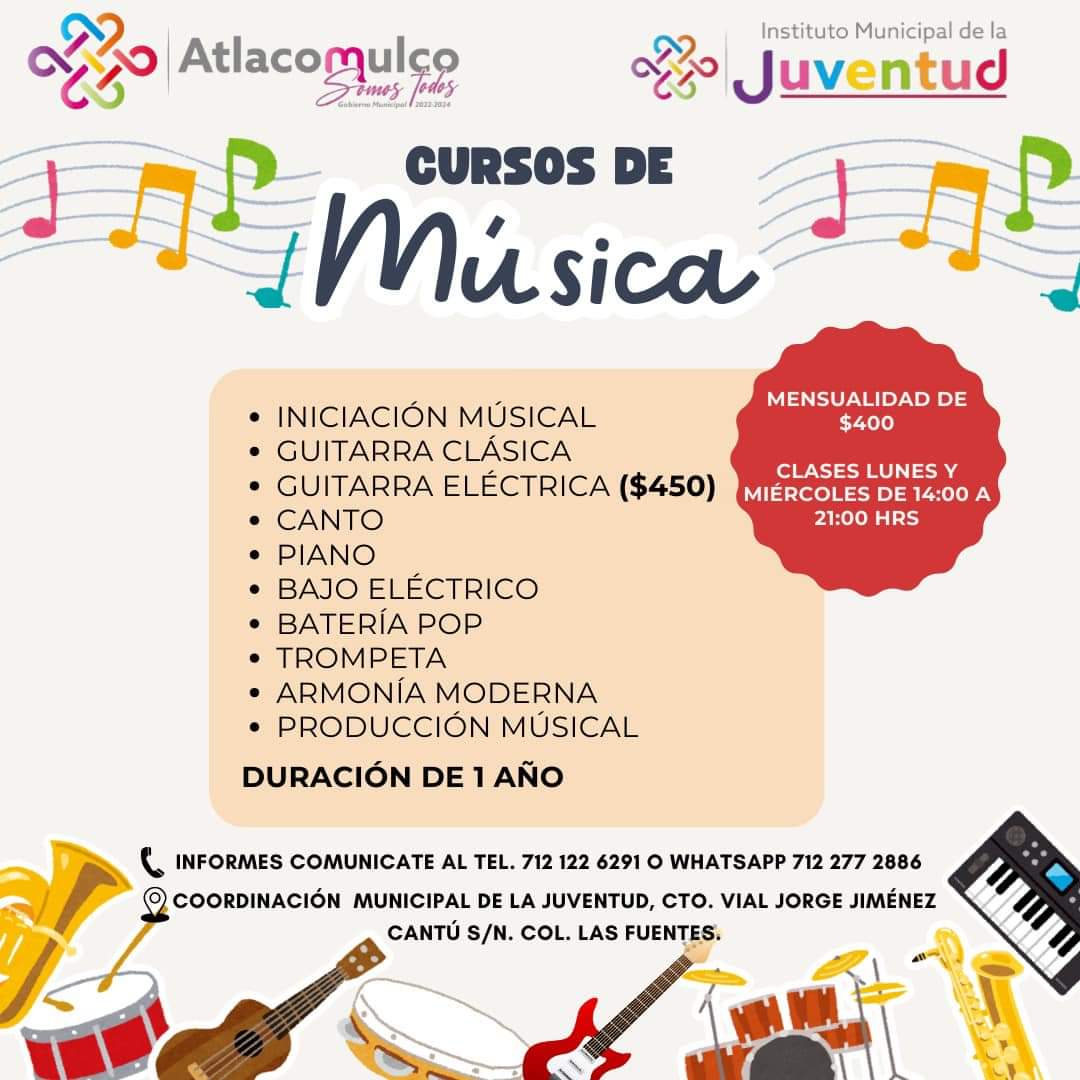 Atlacomulco
Somos Todos
Gobierno Municipal 2022-2024
Instituto Municipal de la
Juventud
CURSOS DE
Música
• INICIACIÓN MÚSICAL
• GUITARRA CLÁSICA
• GUITARRA ELÉCTRICA ($450)
• CANTO
• PIANO
• BAJO ELÉCTRICO
• BATERÍA POP
• TROMPETA
• ARMONÍA MODERNA
• PRODUCCIÓN MÚSICAL
DURACIÓN DE 1 AÑO
MENSUALIDAD DE
$400
CLASES LUNES Y
MIÉRCOLES DE 14:00 A
21:00 HRS
INFORMES COMUNICATE AL TEL. 712 122 6291 O WHATSAPP 712 277 2886
COORDINACIÓN MUNICIPAL DE LA JUVENTUD, CTO. VIAL JORGE JIMÉNEZ
CANTÚ S/N. COL. LAS FUENTES.